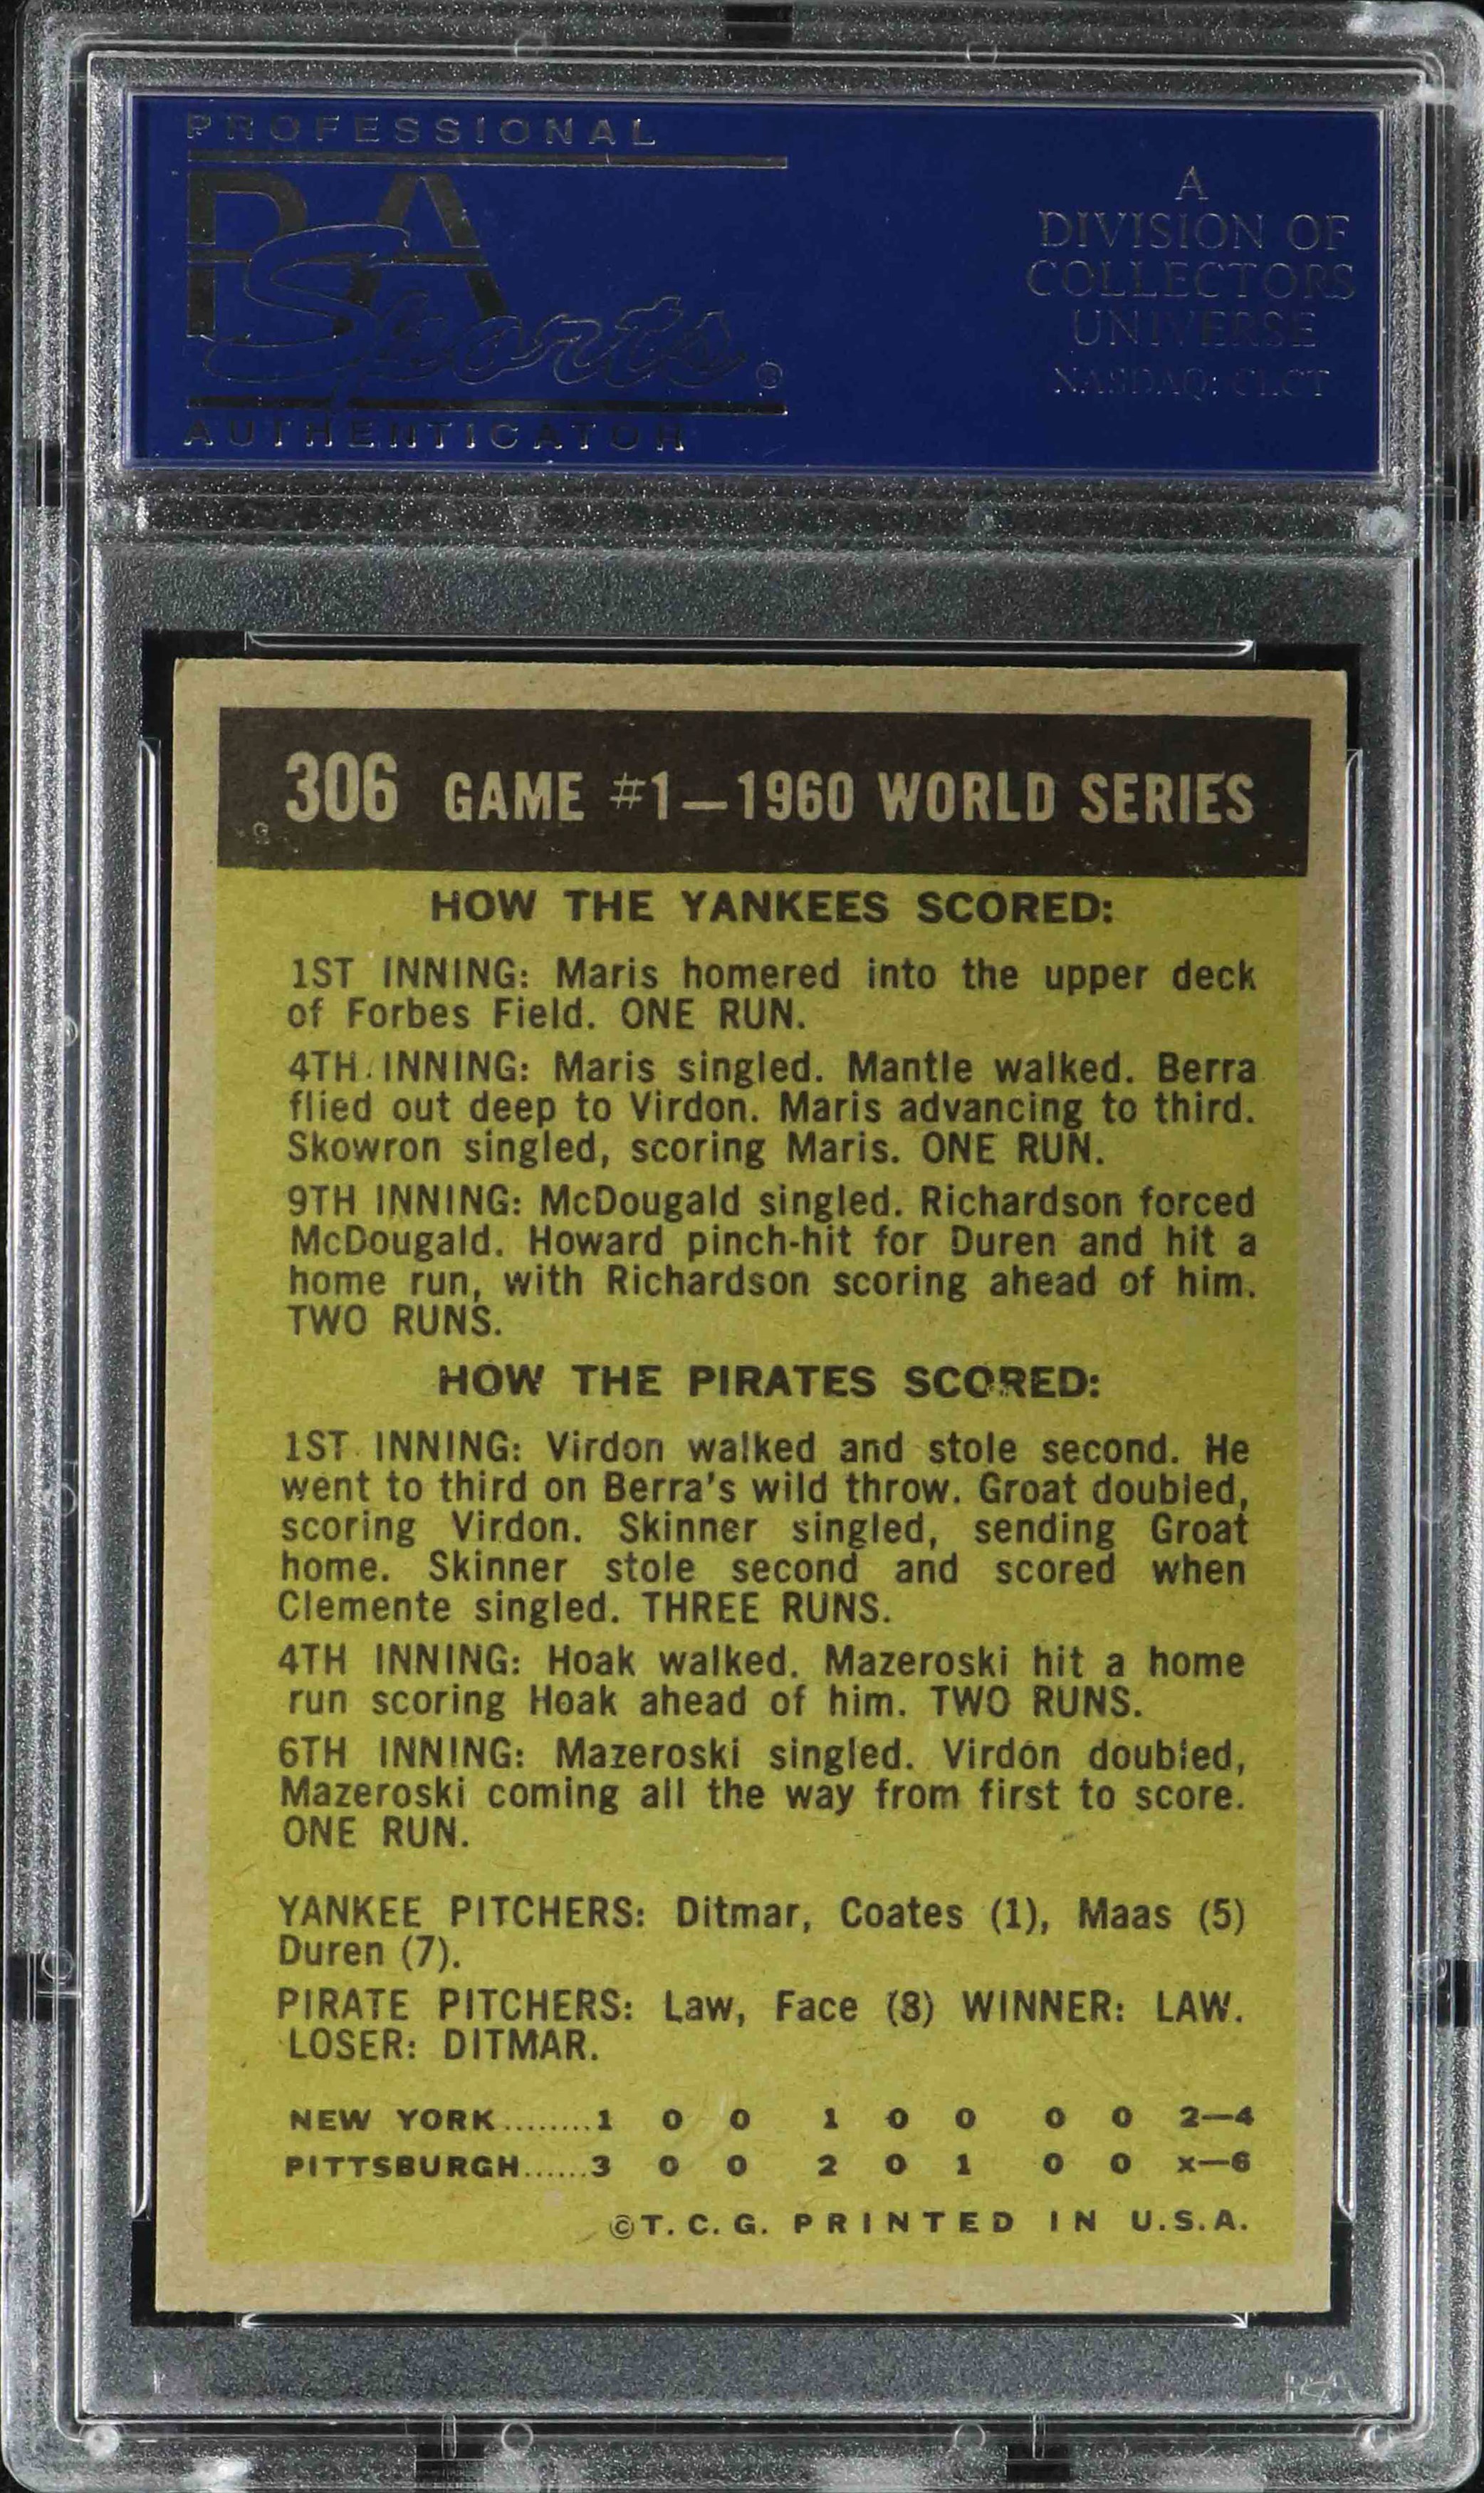 PROFESSIONAL
PSA
Sports®
AUTHENTICATOR
A
DIVISION OF
COLLECTORS
UNIVERSE
NASDAQ: CLCT
306 GAME #1—1960 WORLD SERIES
HOW THE YANKEES SCORED:
1ST INNING: Maris homered into the upper deck
of Forbes Field. ONE RUN.
4TH INNING: Maris singled. Mantle walked. Berra
flied out deep to Virdon. Maris advancing to third.
Skowron singled, scoring Maris. ONE RUN.
9TH INNING: McDougald singled. Richardson forced
McDougald. Howard pinch-hit for Duren and hit a
home run, with Richardson scoring ahead of him.
TWO RUNS.
HOW THE PIRATES SCORED:
1ST INNING: Virdon walked and stole second. He
went to third on Berra's wild throw. Groat doubled,
scoring Virdon. Skinner singled, sending Groat
home. Skinner stole second and scored when
Clemente singled. THREE RUNS.
4TH INNING: Hoak walked. Mazeroski hit a home
run scoring Hoak ahead of him. TWO RUNS.
6TH INNING: Mazeroski singled. Virdon doubled,
Mazeroski coming all the way from first to score.
ONE RUN.
YANKEE PITCHERS: Ditmar, Coates (1), Maas (5)
Duren (7).
PIRATE PITCHERS: Law, Face (8) WINNER: LAW.
LOSER: DITMAR.
NEW YORK........1 0 0 1 0 0 0 0 2—4
PITTSBURGH......3 0 0 2 0 1 0 0 x—6
©T.C.G. PRINTED IN U.S.A.
PSA